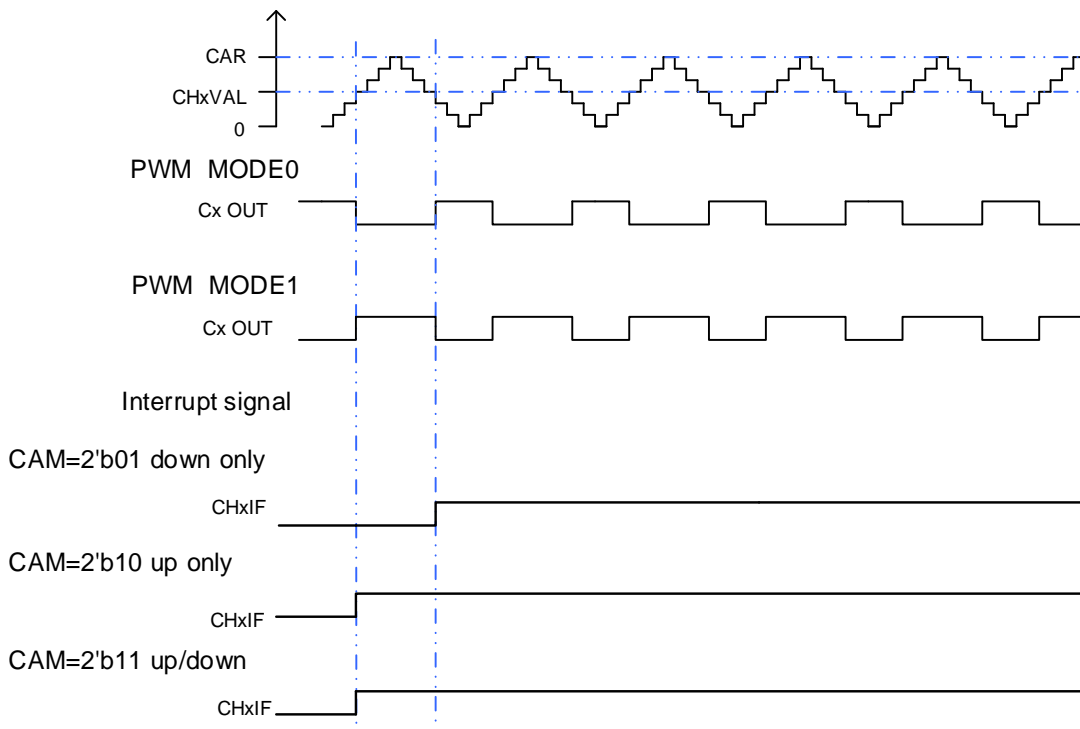 CAR
CHxVAL
0
PWM MODE0
Cx OUT
PWM MODE1
Cx OUT
Interrupt signal
CAM=2'b01 down only
CHxIF
CAM=2'b10 up only
CHxIF
CAM=2'b11 up/down
CHxIF